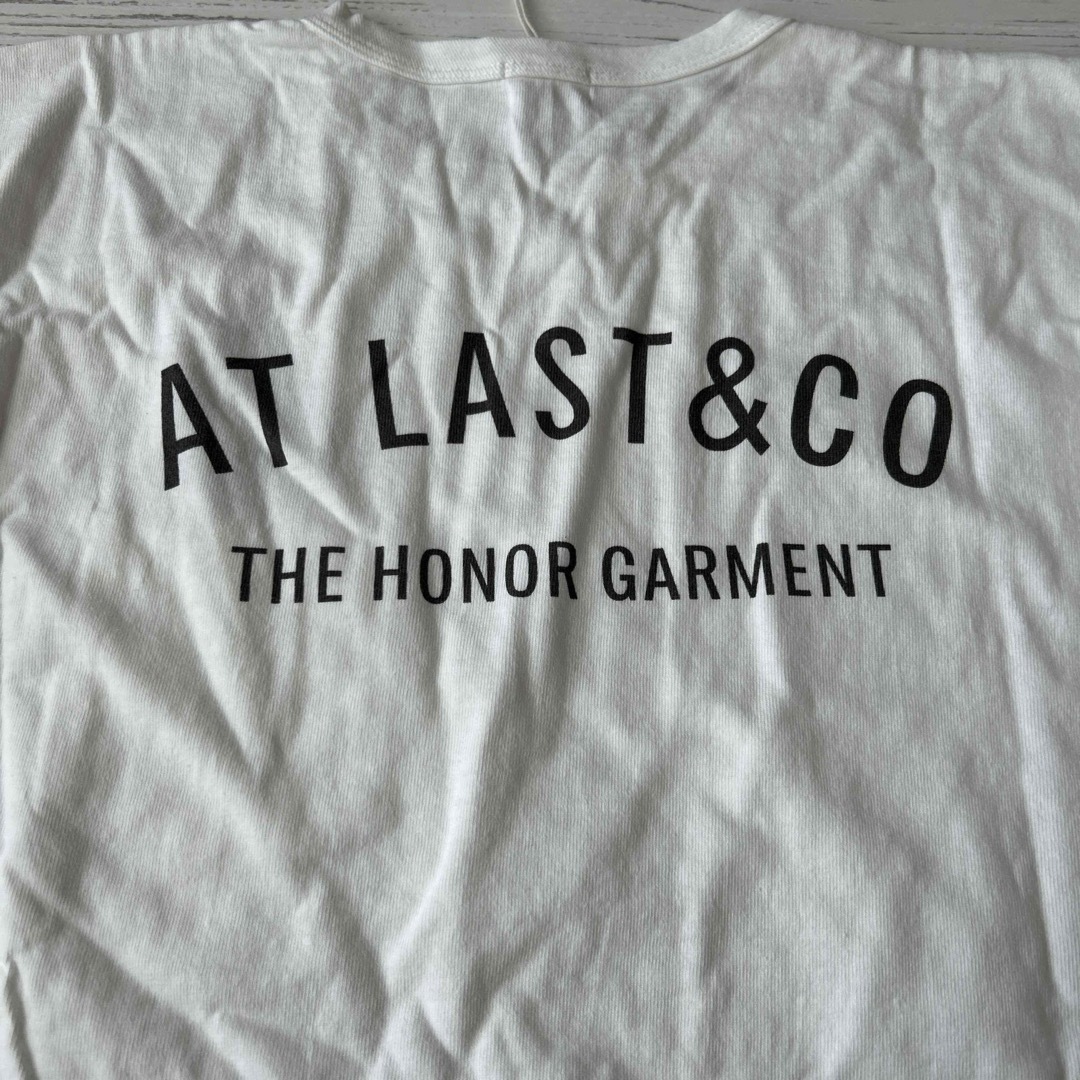 AT LAST&CO
THE HONOR GARMENT